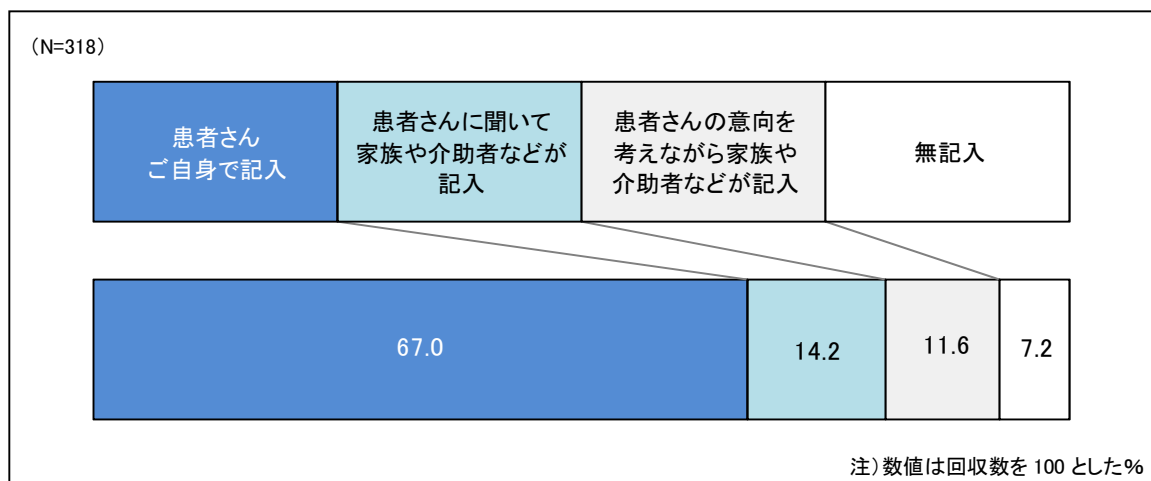 (N=318)
患者さん
ご自身で記入
患者さんに聞いて
家族や介助者などが
記入
患者さんの意向を
考えながら家族や
介助者などが記入
無記入
67.0
14.2
11.6
7.2
注)数値は回収数を 100 とした%